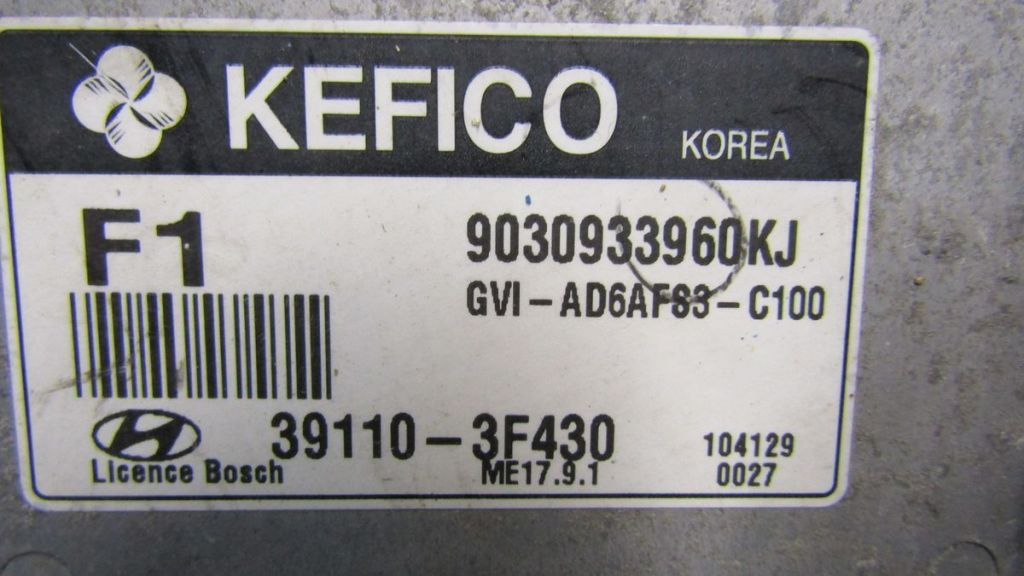 KEFICO KOREA
F1
9030933960KJ
GVI-AD6AFS3-C100
39110-3F430
104129
Licence Bosch
ME17.9.1
0027